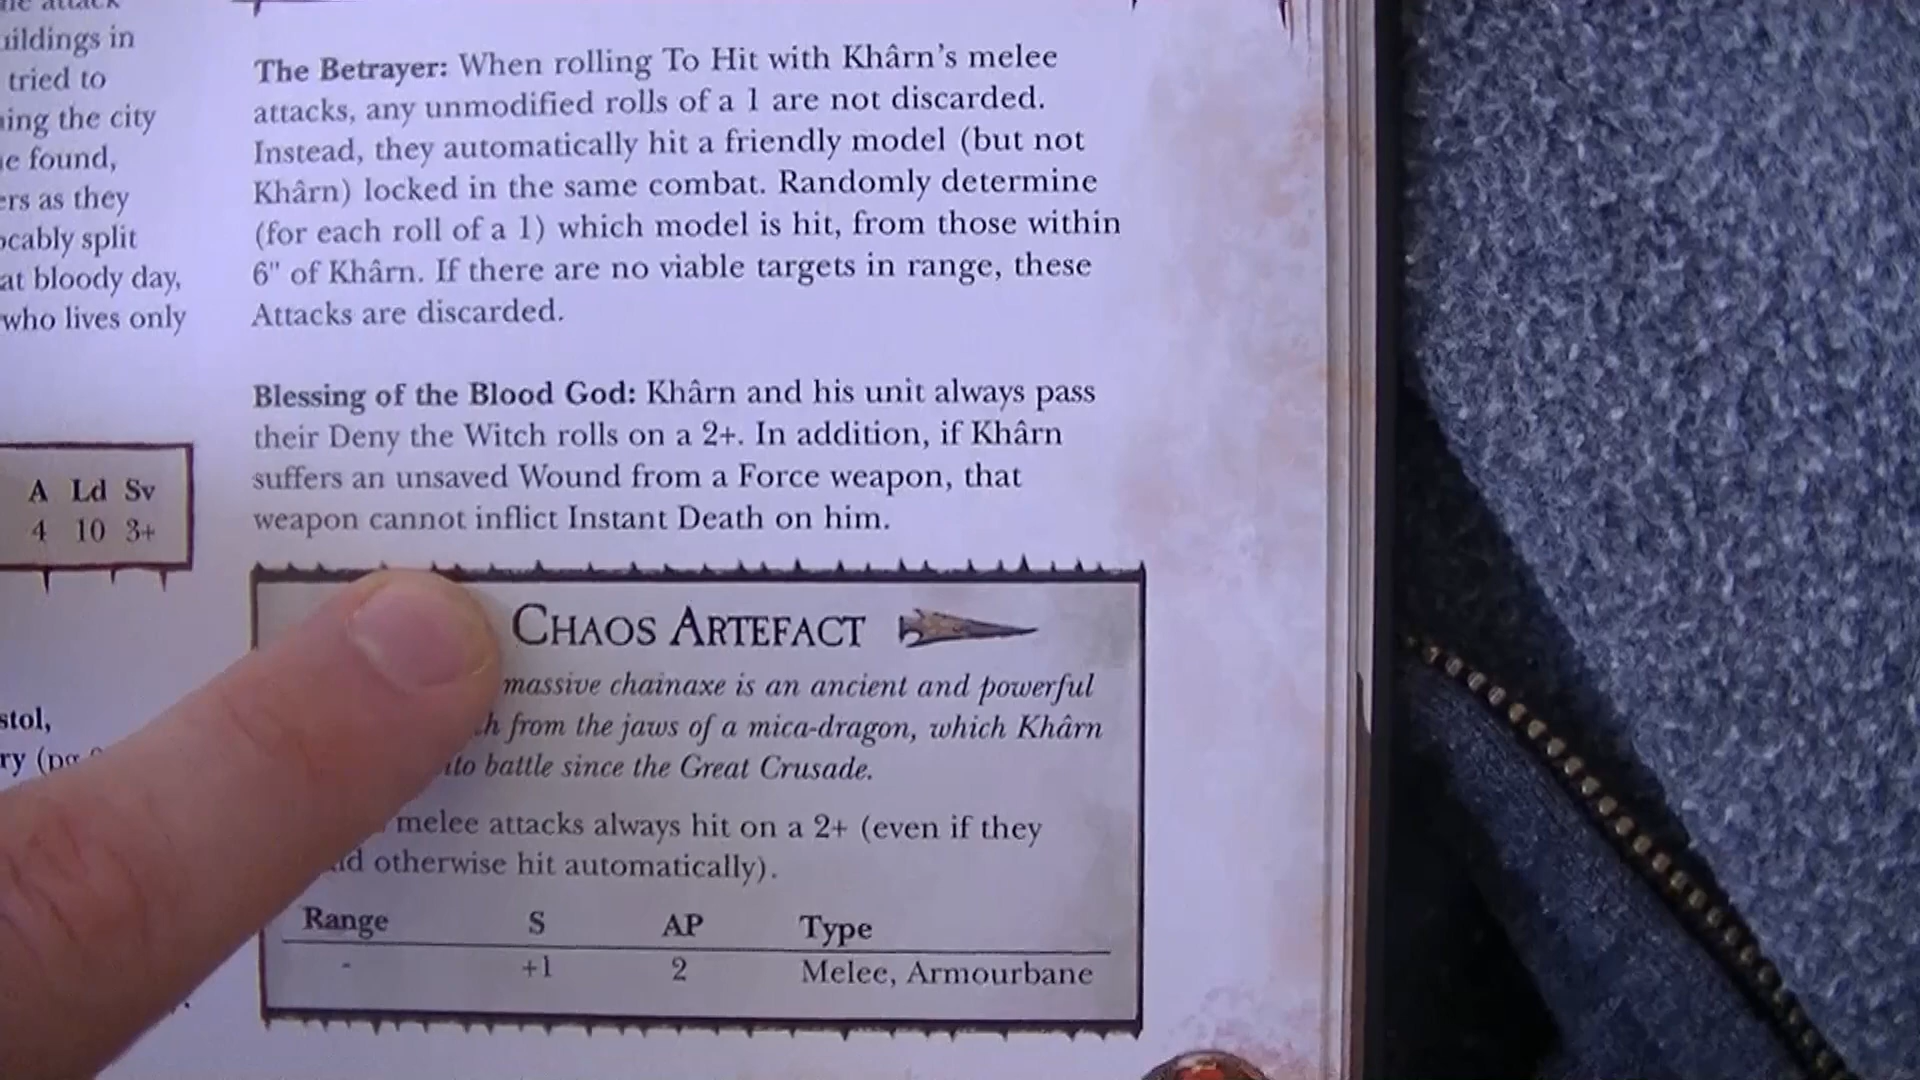 uildings in
tried to
ing the city
e found,
ers as they
ocably split
at bloody day,
who lives only
A Ld Sv
4 10 3+
stol,
ry (pg
The Betrayer: When rolling To Hit with Khârn's melee
attacks, any unmodified rolls of a 1 are not discarded.
Instead, they automatically hit a friendly model (but not
Khârn) locked in the same combat. Randomly determine
(for each roll of a 1) which model is hit, from those within
6" of Khârn. If there are no viable targets in range, these
Attacks are discarded.
Blessing of the Blood God: Khârn and his unit always pass
their Deny the Witch rolls on a 2+. In addition, if Khârn
suffers an unsaved Wound from a Force weapon, that
weapon cannot inflict Instant Death on him.
CHAOS ARTEFACT
massive chainaxe is an ancient and powerful
h from the jaws of a mica-dragon, which Khârn
to battle since the Great Crusade.
melee attacks always hit on a 2+ (even if they
ld otherwise hit automatically).
Range S AP Type
- +1 2 Melee, Armourbane